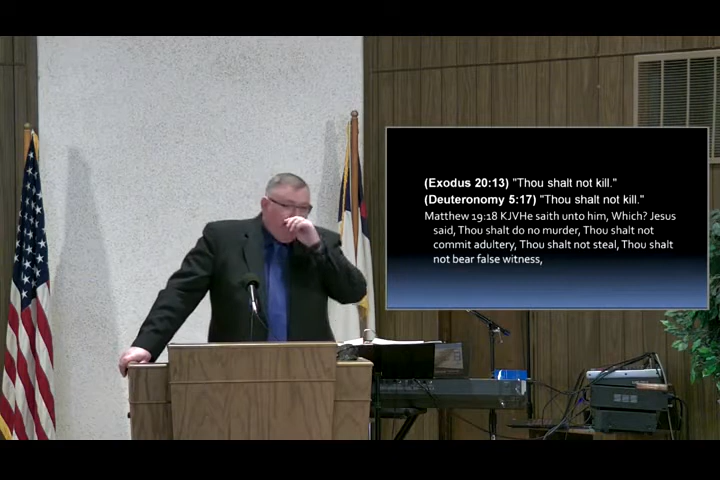 (Exodus 20:13) "Thou shalt not kill."
(Deuteronomy 5:17) "Thou shalt not kill."
Matthew 19:18 KJVHe saith unto him, Which? Jesus
said, Thou shalt do no murder, Thou shalt not
commit adultery, Thou shalt not steal, Thou shalt
not bear false witness,